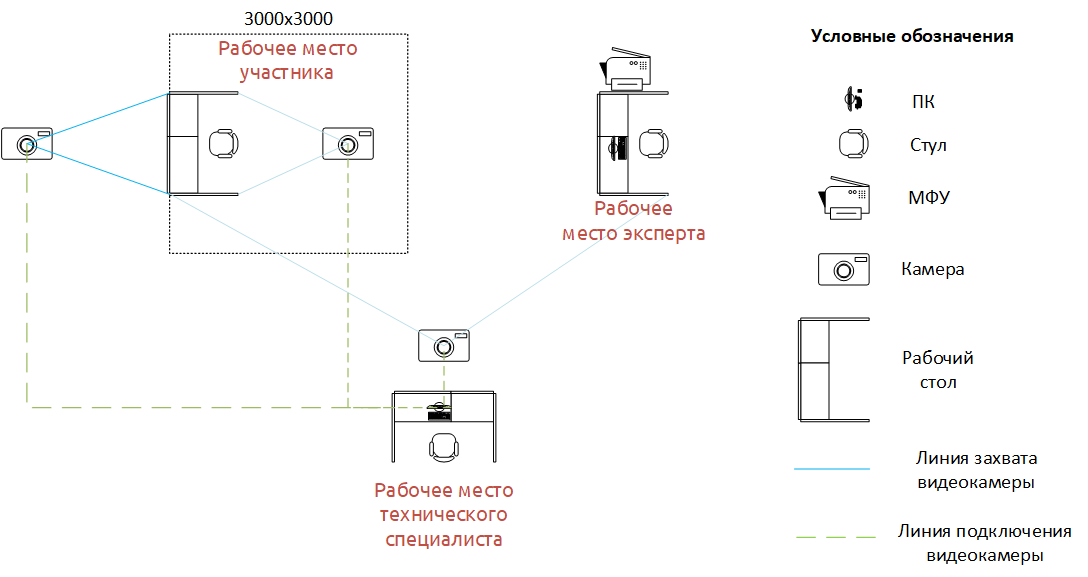 3000x3000
Рабочее место
участника
Рабочее
место эксперта
Рабочее место
технического
специалиста
Условные обозначения
ПК
Стул
МФУ
Камера
Рабочий
стол
Линия захвата
видеокамеры
Линия подключения
видеокамеры